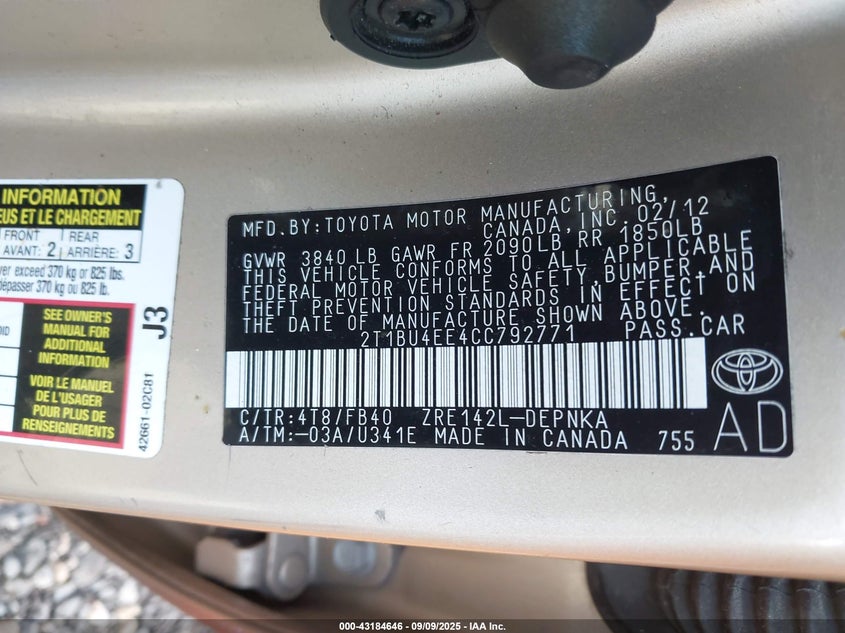 INFORMATION
EUS ET LE CHARGEMENT
FRONT
AVANT: 2
REAR
ARRIÈRE: 3
ver exceed 370 kg or 825 lbs.
dépasser 370 kg ou 825 lb.
SEE OWNER'S
MANUAL FOR
ADDITIONAL
INFORMATION
VOIR LE MANUEL
DE L'USAGER
POUR PLUS DE
RENSEIGNEMENTS
J3
42661-02C81
MFD.BY:TOYOTA MOTOR MANUFACTURING,
CANADA, INC. 02/12
GVWR 3840 LB GAWR FR 2090LB, RR 1850LB
THIS VEHICLE CONFORMS TO ALL APPLICABLE
FEDERAL MOTOR VEHICLE SAFETY, BUMPER, AND
THEFT PREVENTION STANDARDS IN EFFECT ON
THE DATE OF MANUFACTURE SHOWN ABOVE.
2T1BU4EE4CC792771 PASS.CAR
C/TR:4T8/FB40 ZRE142L-DEPNKA
A/TM:-03A/U341E MADE IN CANADA 755
AD
000-43184646 - 09/09/2025 - IAA Inc.